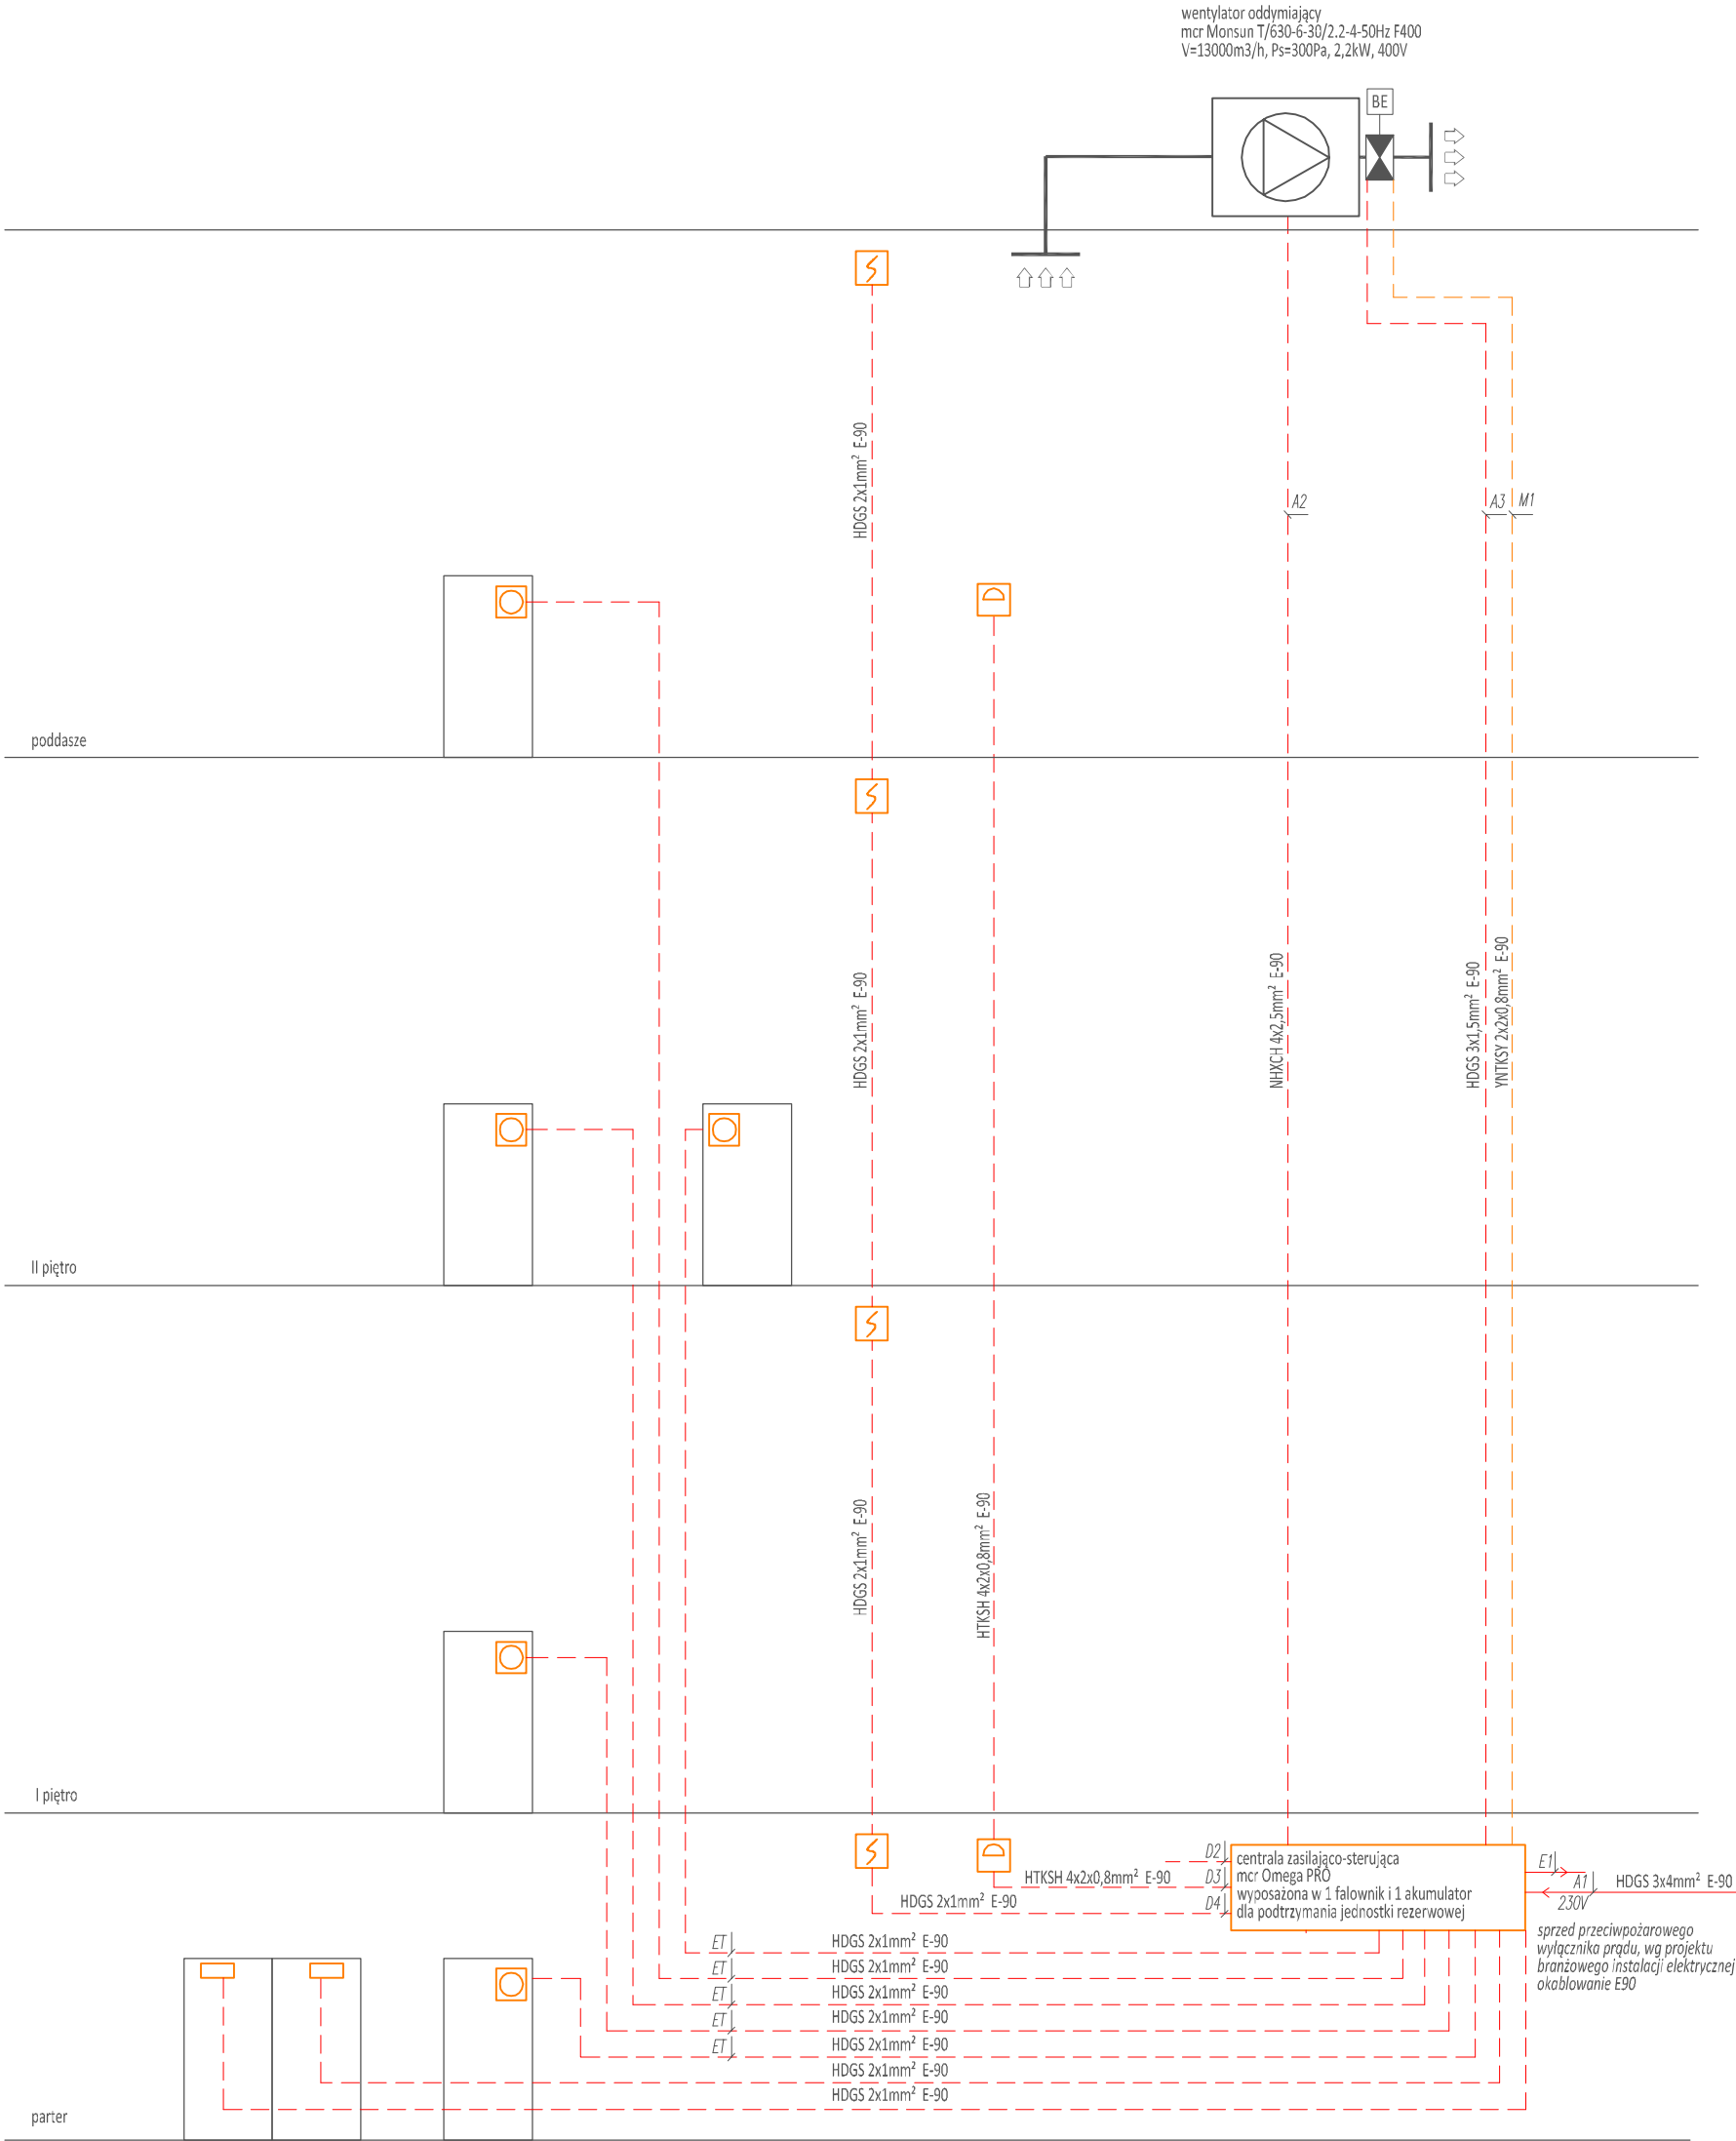 wentylator oddymiający
mcr Monsun T/630-6-30/2.2-4-50Hz F400
V=13000m3/h, Ps=300Pa, 2,2kW, 400V
BE
HDGS 2x1mm² E-90
A2
A3
M1
poddasze
HDGS 2x1mm² E-90
NHXCH 4x2,5mm² E-90
HDGS 3x1,5mm² E-90
YNTKSY 2x2x0,8mm² E-90
II piętro
HDGS 2x1mm² E-90
HTKSH 4x2x0,8mm² E-90
I piętro
D2
D3
D4
HTKSH 4x2x0,8mm² E-90
HDGS 2x1mm² E-90
centrala zasilająco-sterująca
mcr Omega PRO
wyposażona w 1 falownik i 1 akumulator
dla podtrzymania jednostki rezerwowej
E1
A1
230V
HDGS 3x4mm² E-90
sprzed przeciwpożarowego
wyłącznika prądu, wg projektu
branżowego instalacji elektrycznej
okablowanie E90
ET HDGS 2x1mm² E-90
ET HDGS 2x1mm² E-90
ET HDGS 2x1mm² E-90
ET HDGS 2x1mm² E-90
ET HDGS 2x1mm² E-90
HDGS 2x1mm² E-90
HDGS 2x1mm² E-90
parter